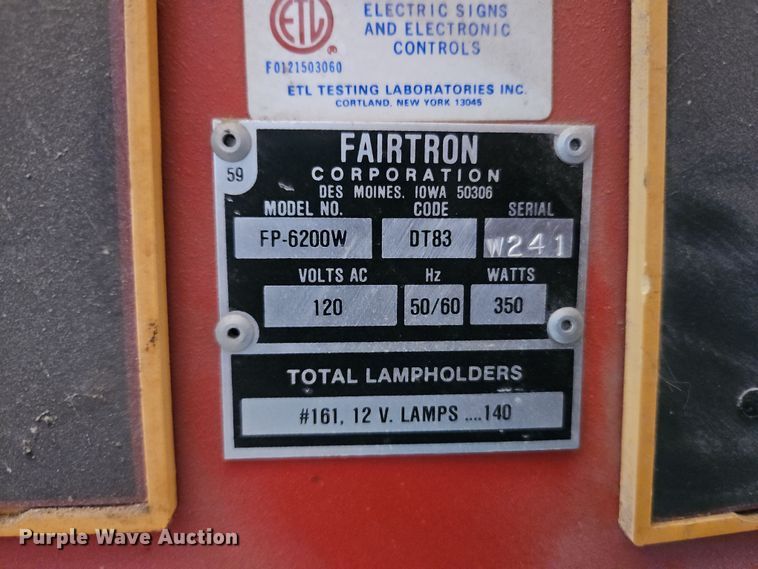 ETL ®
ELECTRIC SIGNS
AND ELECTRONIC
CONTROLS
F0121503060
ETL TESTING LABORATORIES INC.
CORTLAND, NEW YORK 13045
59
FAIRTRON
CORPORATION
DES MOINES, IOWA 50306
MODEL NO. CODE SERIAL
FP-6200W DT83 W241
VOLTS AC Hz WATTS
120 50/60 350
TOTAL LAMPHOLDERS
#161, 12 V. LAMPS ....140
Purple Wave Auction